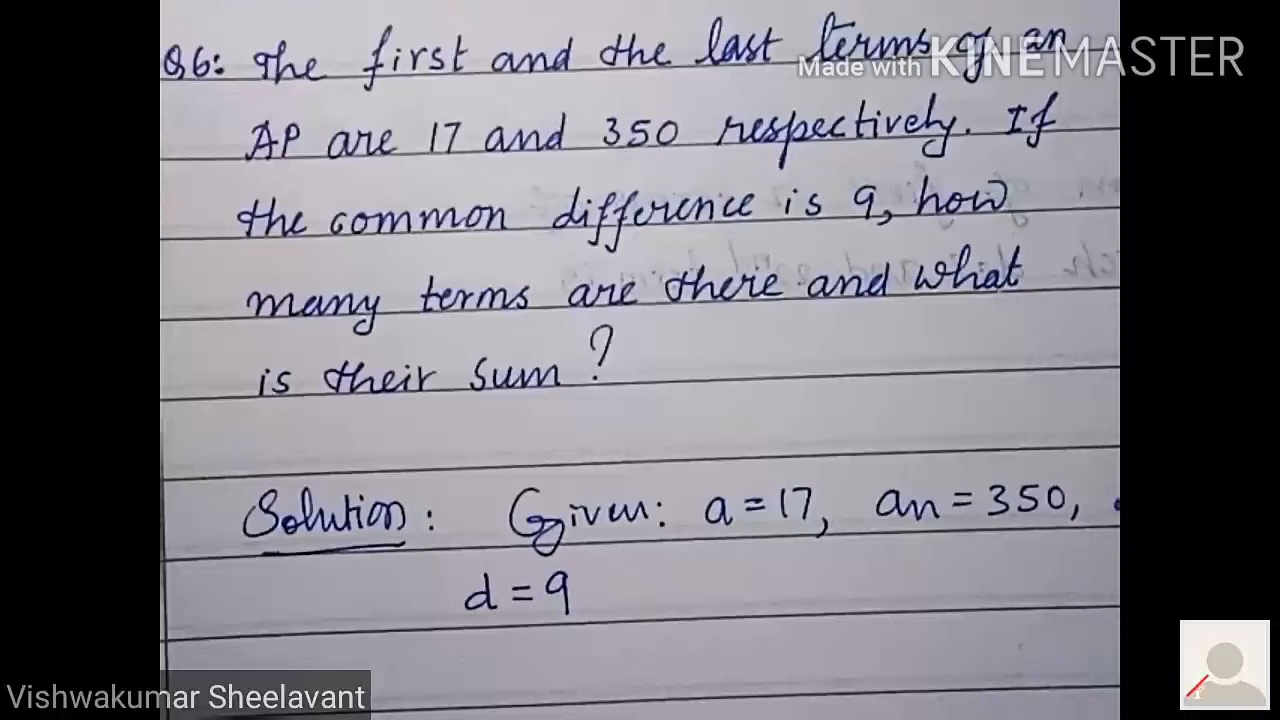 Q6: The first and the last terms of an
Made with KINEMASTER
AP are 17 and 350 respectively. If
the common difference is 9, how
many terms are there and what
is their sum?
Solution: Given: a = 17, an = 350,
d = 9
Vishwakumar Sheelavant